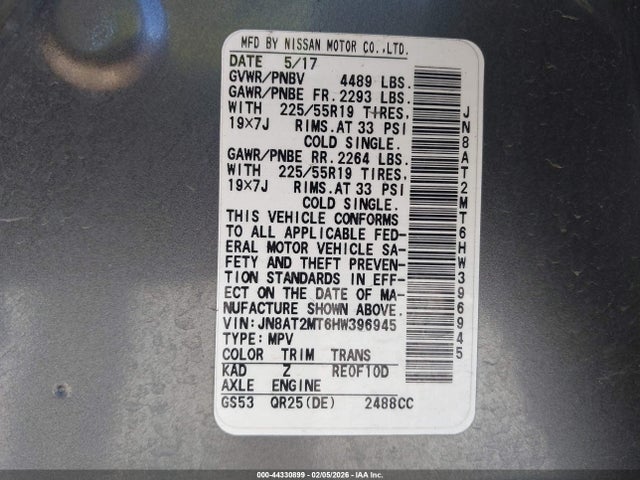 MFD BY NISSAN MOTOR CO.,LTD.
DATE 5/17
GVWR/PNBV 4489 LBS.
GAWR/PNBE FR. 2293 LBS.
WITH 225/55R19 TIRES,
19×7J RIMS.AT 33 PSI
COLD SINGLE.
GAWR/PNBE RR. 2264 LBS.
WITH 225/55R19 TIRES,
19×7J RIMS.AT 33 PSI
COLD SINGLE.
THIS VEHICLE CONFORMS
TO ALL APPLICABLE FED-
ERAL MOTOR VEHICLE SA-
FETY AND THEFT PREVEN-
TION STANDARDS IN EFF-
ECT ON THE DATE OF MA-
NUFACTURE SHOWN ABOVE.
VIN:JN8AT2MT6HW396945
TYPE:MPV
COLOR TRIM TRANS
KAD Z RE0F10D
AXLE ENGINE
GS53 QR25(DE) 2488CC
JN8AT2MT6HW396945
000-44330899 - 02/05/2026 - IAA Inc.